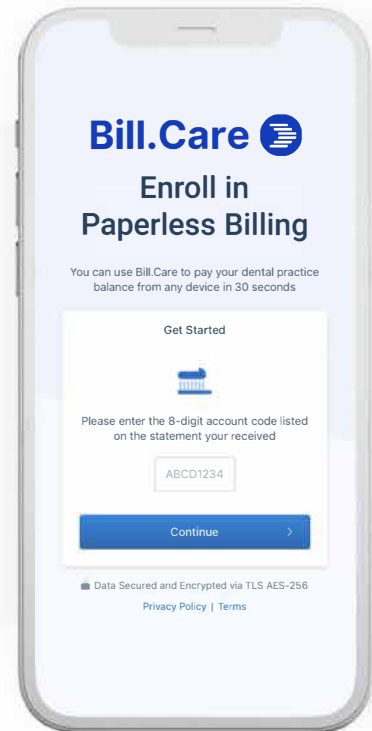 Bill.Care
Enroll in
Paperless Billing
You can use Bill.Care to pay your dental practice
balance from any device in 30 seconds
Get Started
Please enter the 8-digit account code listed
on the statement your received
ABCD1234
Continue
Data Secured and Encrypted via TLS AES-256
Privacy Policy | Terms